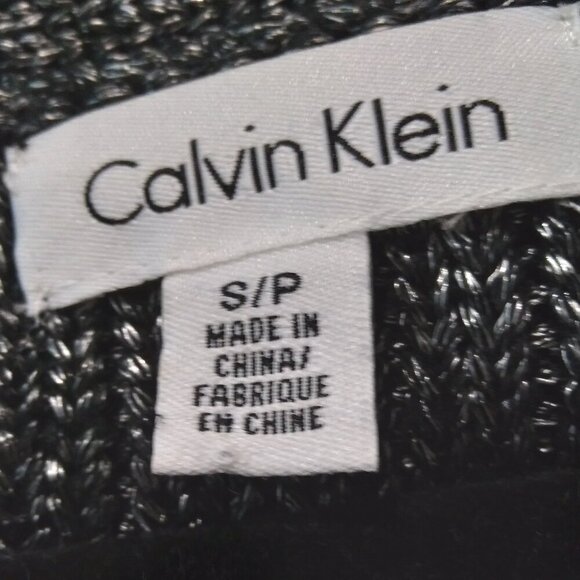 Calvin Klein
S/P
MADE IN
CHINA/
FABRIQUE
EN CHINE